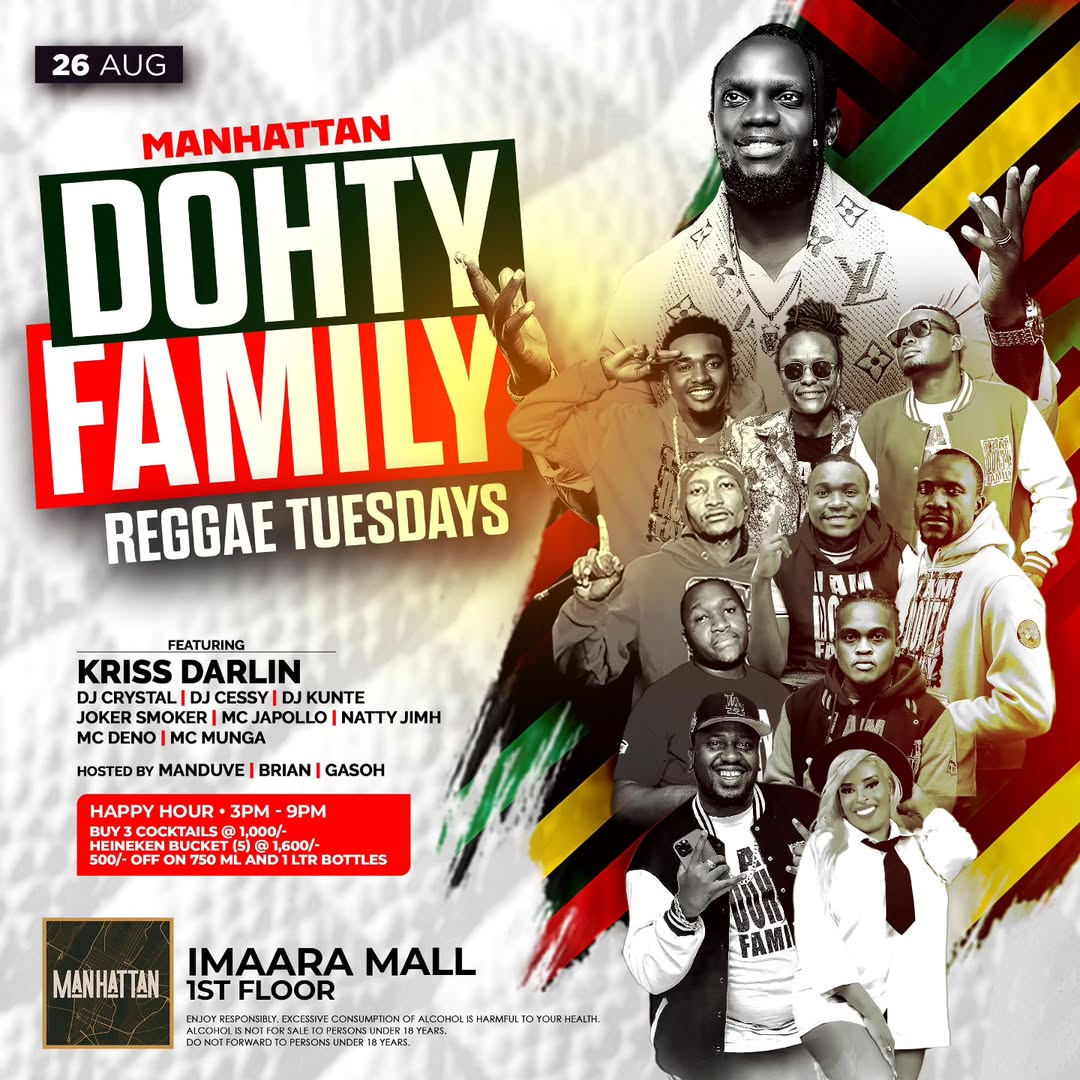 26 AUG
MANHATTAN
DOHTY
FAMILY
REGGAE TUESDAYS
FEATURING
KRISS DARLIN
DJ CRYSTAL | DJ CESSY | DJ KUNTE
JOKER SMOKER | MC JAPOLLO | NATTY JIMH
MC DENO | MC MUNGA
HOSTED BY MANDUVE | BRIAN | GASOH
HAPPY HOUR • 3PM - 9PM
BUY 3 COCKTAILS @ 1,000/-
HEINEKEN BUCKET (5) @ 1,600/-
500/- OFF ON 750 ML AND 1 LTR BOTTLES
MANHATTAN
IMAARA MALL
1ST FLOOR
ENJOY RESPONSIBLY. EXCESSIVE CONSUMPTION OF ALCOHOL IS HARMFUL TO YOUR HEALTH.
ALCOHOL IS NOT FOR SALE TO PERSONS UNDER 18 YEARS.
DO NOT FORWARD TO PERSONS UNDER 18 YEARS.